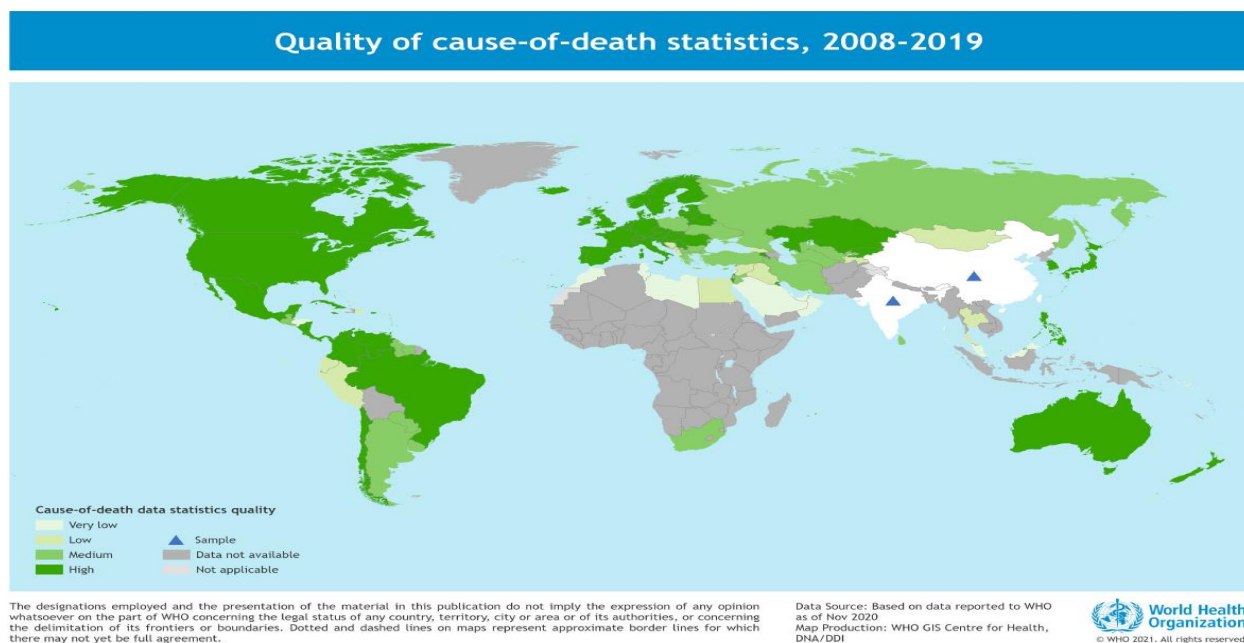 Quality of cause-of-death statistics, 2008-2019
Cause-of-death data statistics quality
Very low
Low
Medium
High
Sample
Data not available
Not applicable
The designations employed and the presentation of the material in this publication do not imply the expression of any opinion
whatsoever on the part of WHO concerning the legal status of any country, territory, city or area or of its authorities, or concerning
the delimitation of its frontiers or boundaries. Dotted and dashed lines on maps represent approximate border lines for which
there may not yet be full agreement.
Data Source: Based on data reported to WHO
as of Nov 2020
Map Production: WHO GIS Centre for Health,
DNA/DDI
World Health
Organization
© WHO 2021. All rights reserved